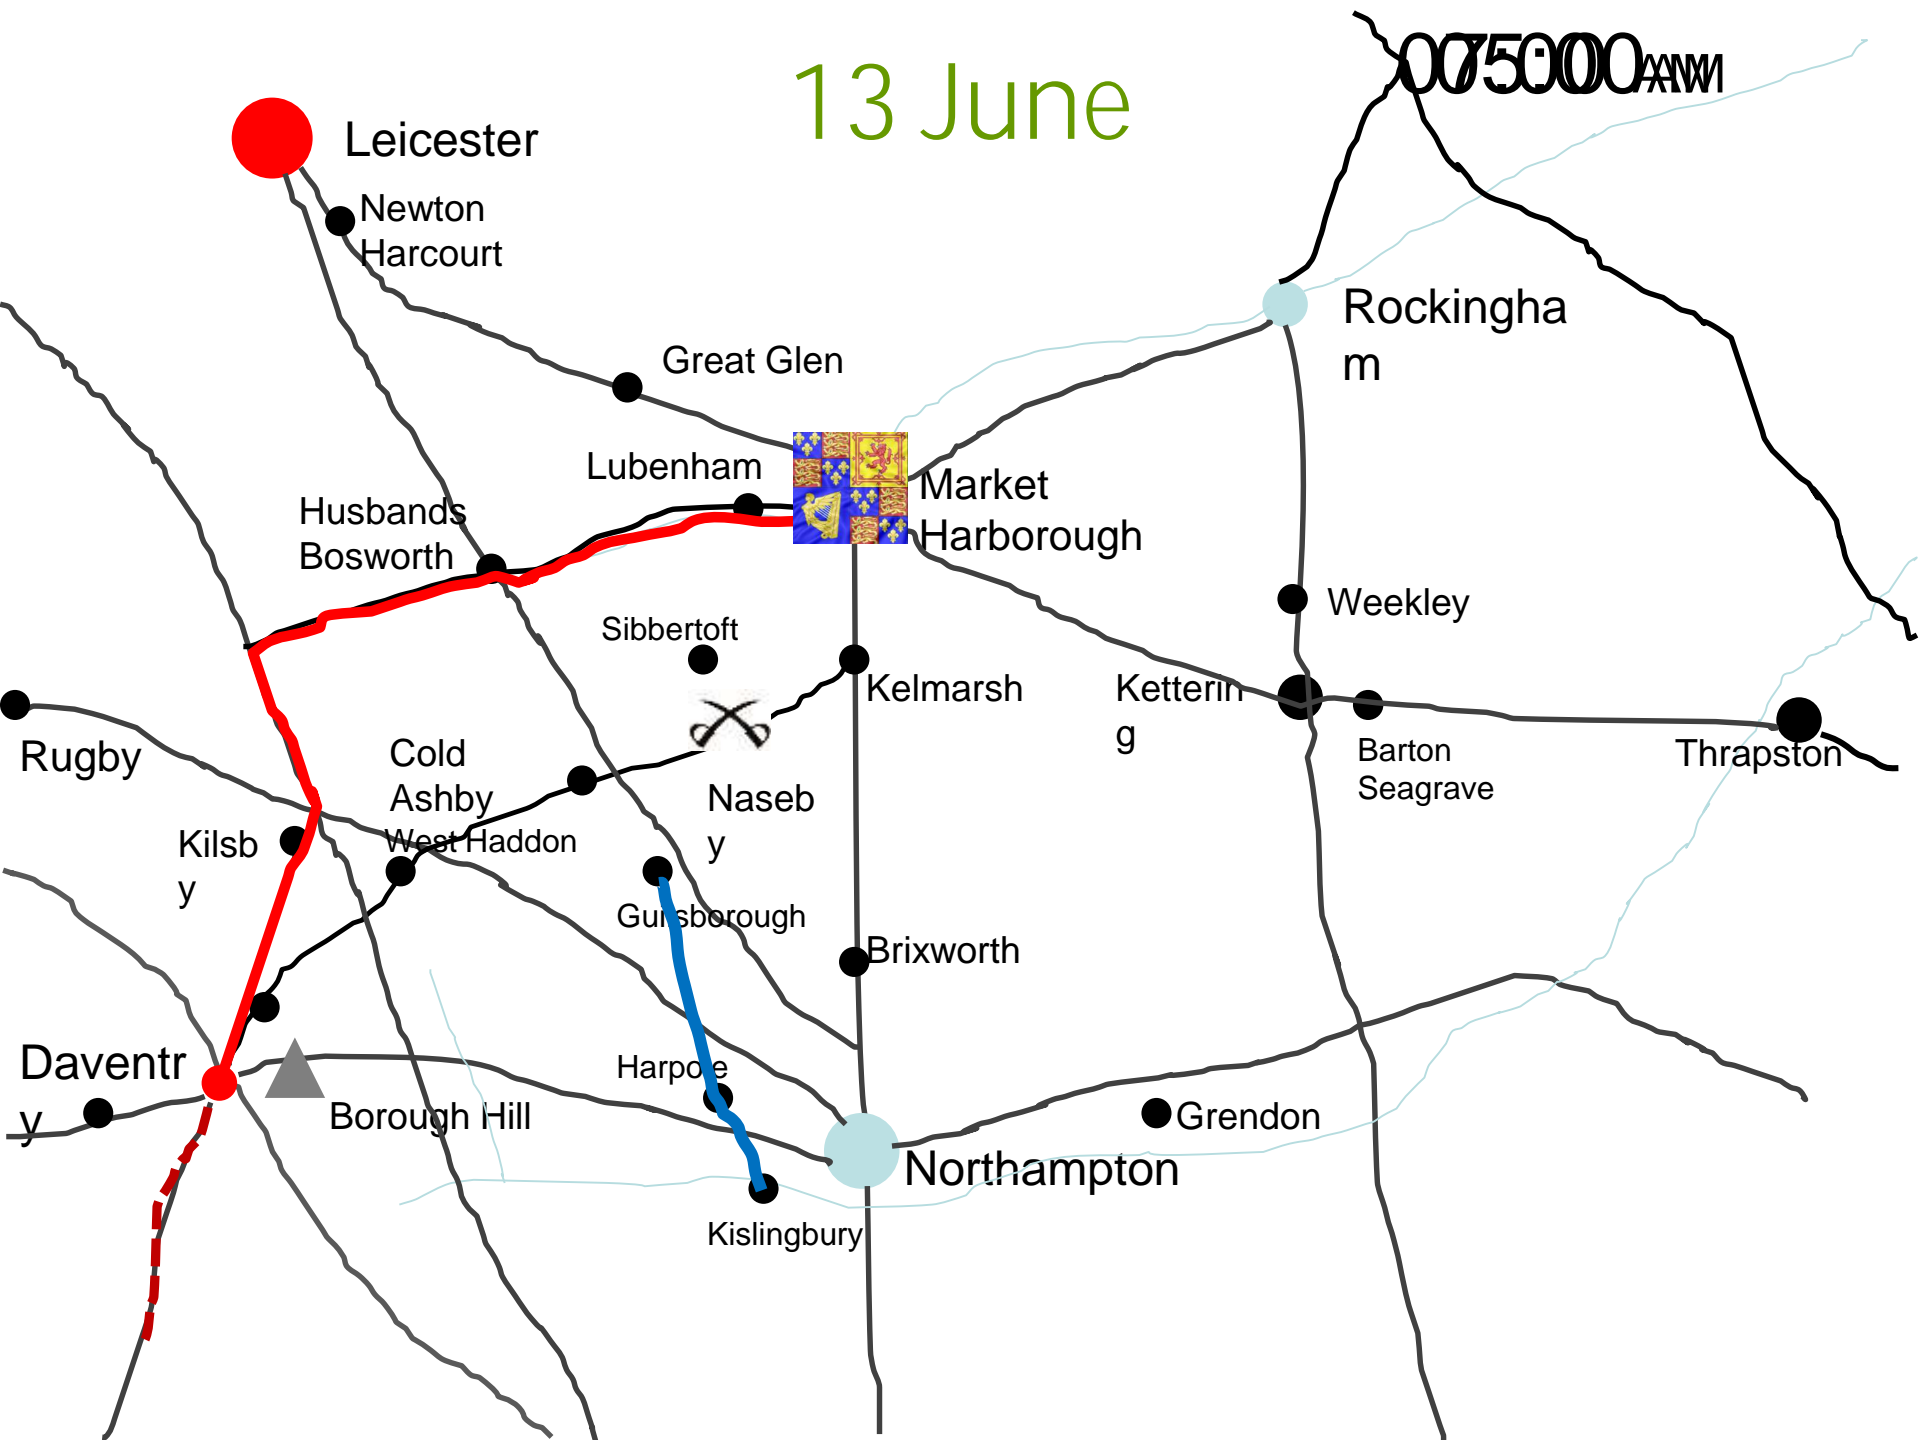 13 June
Leicester
Newton
Harcourt
Rockingha
m
Great Glen
Lubenham
Market
Harborough
Husbands
Bosworth
Weekley
Sibbertoft
Kelmarsh
Ketterin
g
Rugby
Cold
Ashby
Barton
Seagrave
Thrapston
Naseb
y
Kilsb
y
West Haddon
Guilsborough
Brixworth
Daventr
y
Harpole
Borough Hill
Grendon
Northampton
Kislingbury